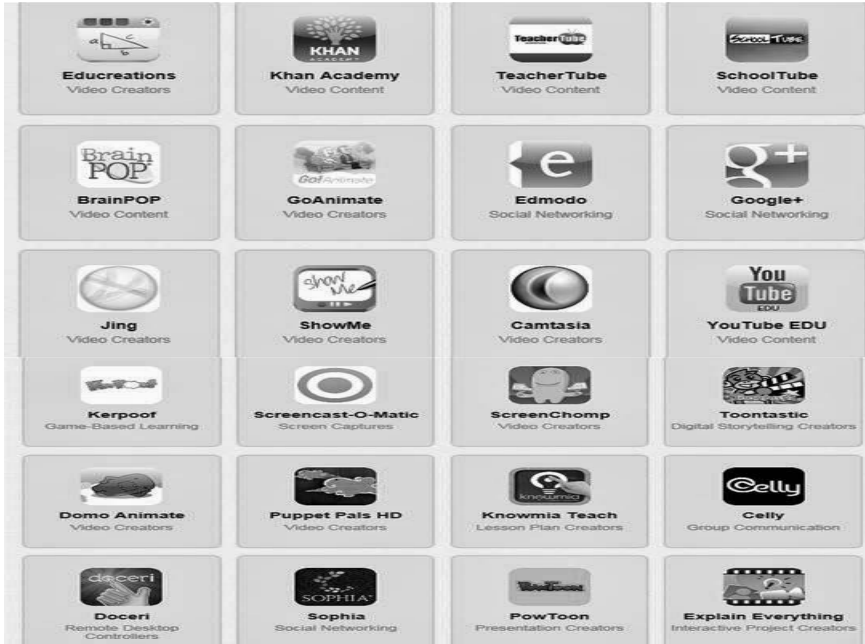 a c b
KHAN
ACADEMY
TeacherTube
SCHOOL TUBE
Educreations Khan Academy TeacherTube SchoolTube
Video Creators Video Content Video Content Video Content
Brain
POP
Go!Animate
e
g+
BrainPOP GoAnimate Edmodo Google+
Video Content Video Creators Social Networking Social Networking
Show
Me
You
Tube
EDU
Jing ShowMe Camtasia YouTube EDU
Video Creators Video Creators Video Creators Video Content
Kerpoof Screencast-O-Matic ScreenChomp Toontastic
Game-Based Learning Screen Captures Video Creators Digital Storytelling Creators
knowmia
Celly
Domo Animate Puppet Pals HD Knowmia Teach Celly
Video Creators Video Creators Lesson Plan Creators Group Communication
doceri
SOPHIA
PowToon
Doceri Sophia PowToon Explain Everything
Remote Desktop Social Networking Presentation Creators Interactive Project Creators
Controllers